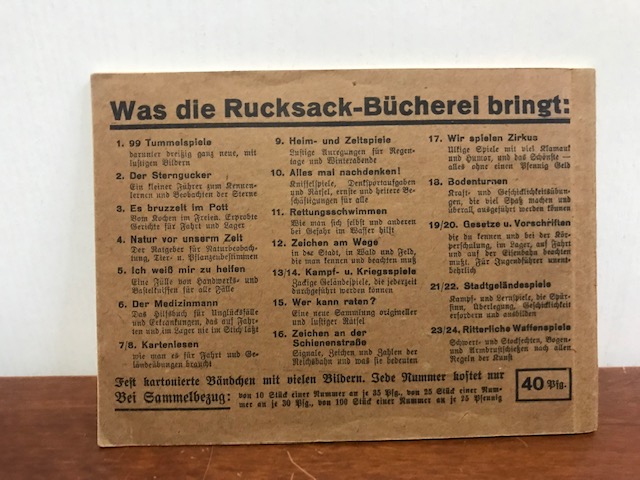 Was die Rucksack-Bücherei bringt:
1. 99 Tummelspiele
darunter dreißig ganz neue, mit
lustigen Bildern
2. Der Sterngucker
Ein kleiner Führer zum Kennen-
lernen und Beobachten der Sterne
3. Es bruzzelt im Pott
Vom Kochen im Freien. Erprobte
Gerichte für Fahrt und Lager
4. Natur vor unserm Zelt
Der Ratgeber für Naturbeobach-
tung, Tier- u. Pflanzenbestimmen
5. Ich weiß mir zu helfen
Eine Fülle von Handwerks- und
Bastelkniffen für alle Fälle
6. Der Medizinmann
Das Hilfsbuch für Unglücksfälle
und Erkrankungen, das auf Fahr-
ten und im Lager nie im Stich läßt
7/8. Kartenlesen
wie man es für Fahrt und Ge-
ländeübungen braucht
9. Heim- und Zeltspiele
Lustige Anregungen für Regen-
tage und Winterabende
10. Alles mal nachdenken!
Kniffelspiele, Denksportaufgaben
und Rätsel, ernste und heitere Be-
schäftigungen für alle
11. Rettungsschwimmen
Wie man sich selbst und anderen
bei Gefahr im Wasser hilft
12. Zeichen am Wege
in der Stadt, in Wald und Feld,
die man kennen und beachten muß
13/14. Kampf- u. Kriegsspiele
Zackige Geländespiele, die jederzeit
durchgeführt werden können
15. Wer kann raten?
Eine neue Sammlung origineller
und lustiger Rätsel
16. Zeichen an der
Schienenstraße
Signale, Zeichen und Zahlen der
Reichsbahn und was sie bedeuten
17. Wir spielen Zirkus
Ulkige Spiele mit viel Klamauk
und Humor, und das Schönste —
alles ohne einen Pfennig Geld
18. Bodenturnen
Kraft- und Geschicklichkeitsübun-
gen, die viel Spaß machen und
überall ausgeführt werden können
19/20. Gesetze u. Vorschriften
die du kennen und bei der Kör-
perschulung, im Lager, auf Fahrt
und auf der Eisenbahn beachten
mußt. Für Jugendführer unent-
behrlich
21/22. Stadtgeländespiele
Kampf- und Lernspiele, die Spür-
sinn, Überlegung, Geschicklichkeit
erfordern und ausbilden
23/24. Ritterliche Waffenspiele
Schwert- und Stockfechten, Bogen-
und Armbrustschießen nach allen
Regeln der Kunst
Fest kartonierte Bändchen mit vielen Bildern. Jede Nummer kostet nur
40 Pfg.
Bei Sammelbezug: von 10 Stück einer Nummer an je 35 Pfg., von 25 Stück einer Num-
mer an je 30 Pfg., von 100 Stück einer Nummer an je 25 Pfennig